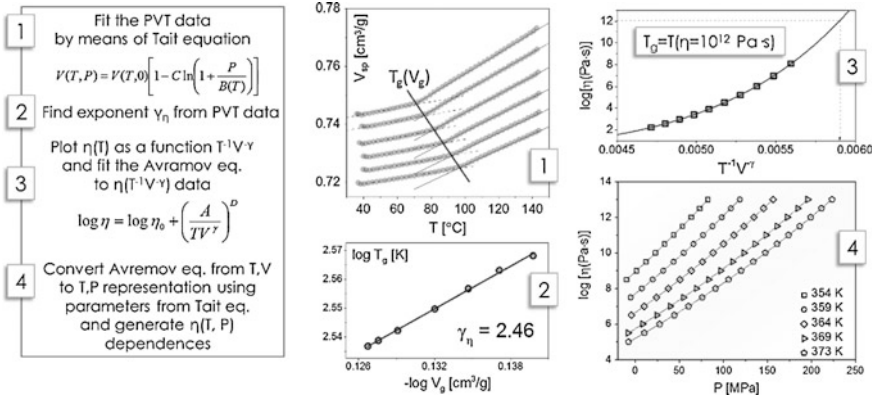 1
Fit the PVT data
by means of Tait equation
V(T,P) = V(T,0)[1 − C ln(1 + P/B(T))]
2
Find exponent γη from PVT data
3
Plot η(T) as a function T⁻¹V⁻ᵞ
and fit the Avramov eq.
to η(T⁻¹V⁻ᵞ) data
log η = log η₀ + (A/TVᵞ)ᴰ
4
Convert Avremov eq. from T,V
to T,P representation using
parameters from Tait eq.
and generate η(T, P)
dependences
Vsp [cm³/g]
0.78
0.76
0.74
0.72
Tg(Vg)
1
40 60 80 100 120 140
T [°C]
log Tg [K]
2.57
2.56
2.55
2.54
2
γη = 2.46
0.126 0.132 0.138
-log Vg [cm³/g]
log[η(Pa·s)]
12
10
8
6
4
2
Tg=T(η=10¹² Pa·s)
3
0.0045 0.0050 0.0055 0.0060
T⁻¹V⁻ᵞ
log [η(Pa·s)]
14
12
10
8
6
4
4
354 K
359 K
364 K
369 K
373 K
0 50 100 150 200 250
P [MPa]